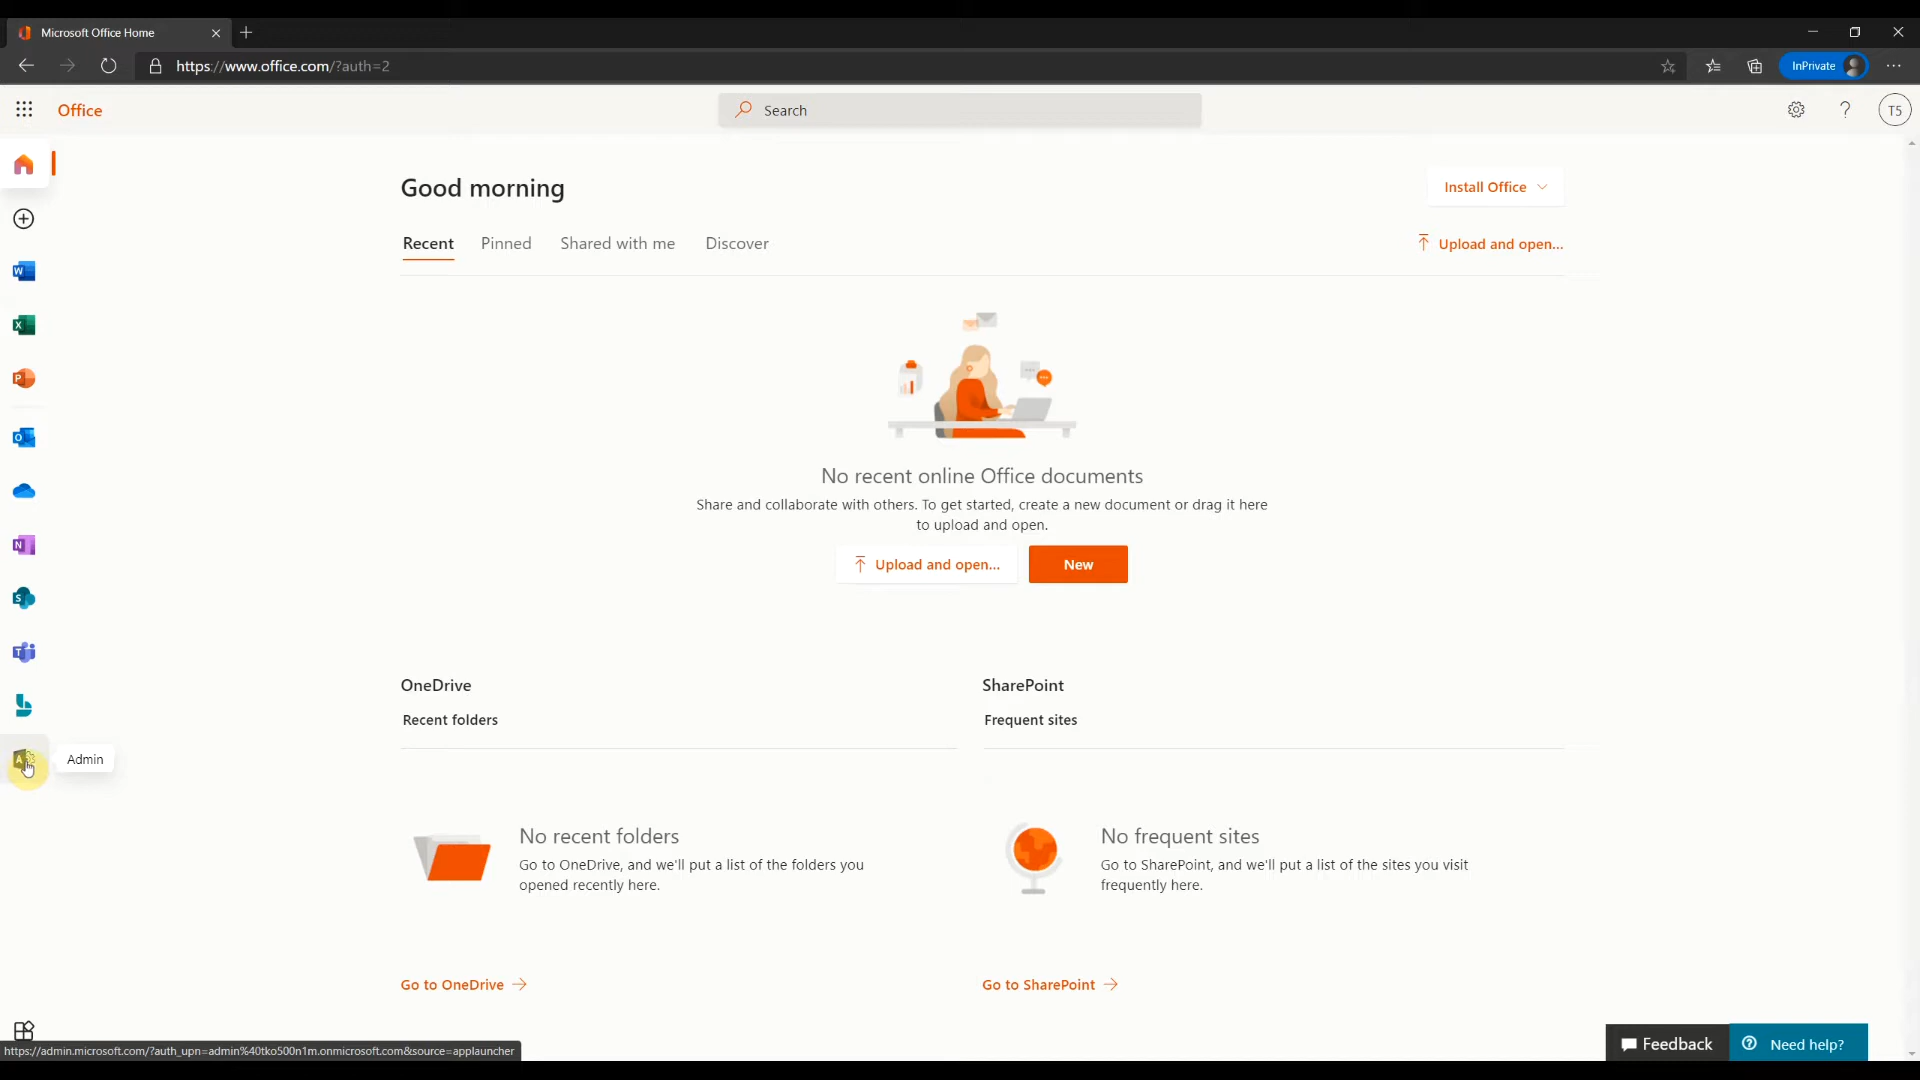 Microsoft Office Home
https://www.office.com/?auth=2
InPrivate
Office
Search
T5
Good morning
Install Office
Recent
Pinned
Shared with me
Discover
Upload and open...
W
X
P
O
N
S
T
A
No recent online Office documents
Share and collaborate with others. To get started, create a new document or drag it here
to upload and open.
Upload and open...
New
OneDrive
Recent folders
SharePoint
Frequent sites
Admin
No recent folders
Go to OneDrive, and we'll put a list of the folders you
opened recently here.
No frequent sites
Go to SharePoint, and we'll put a list of the sites you visit
frequently here.
Go to OneDrive
Go to SharePoint
Feedback
Need help?
https://admin.microsoft.com/?auth_upn=admin%40tko500n1m.onmicrosoft.com&source=applauncher